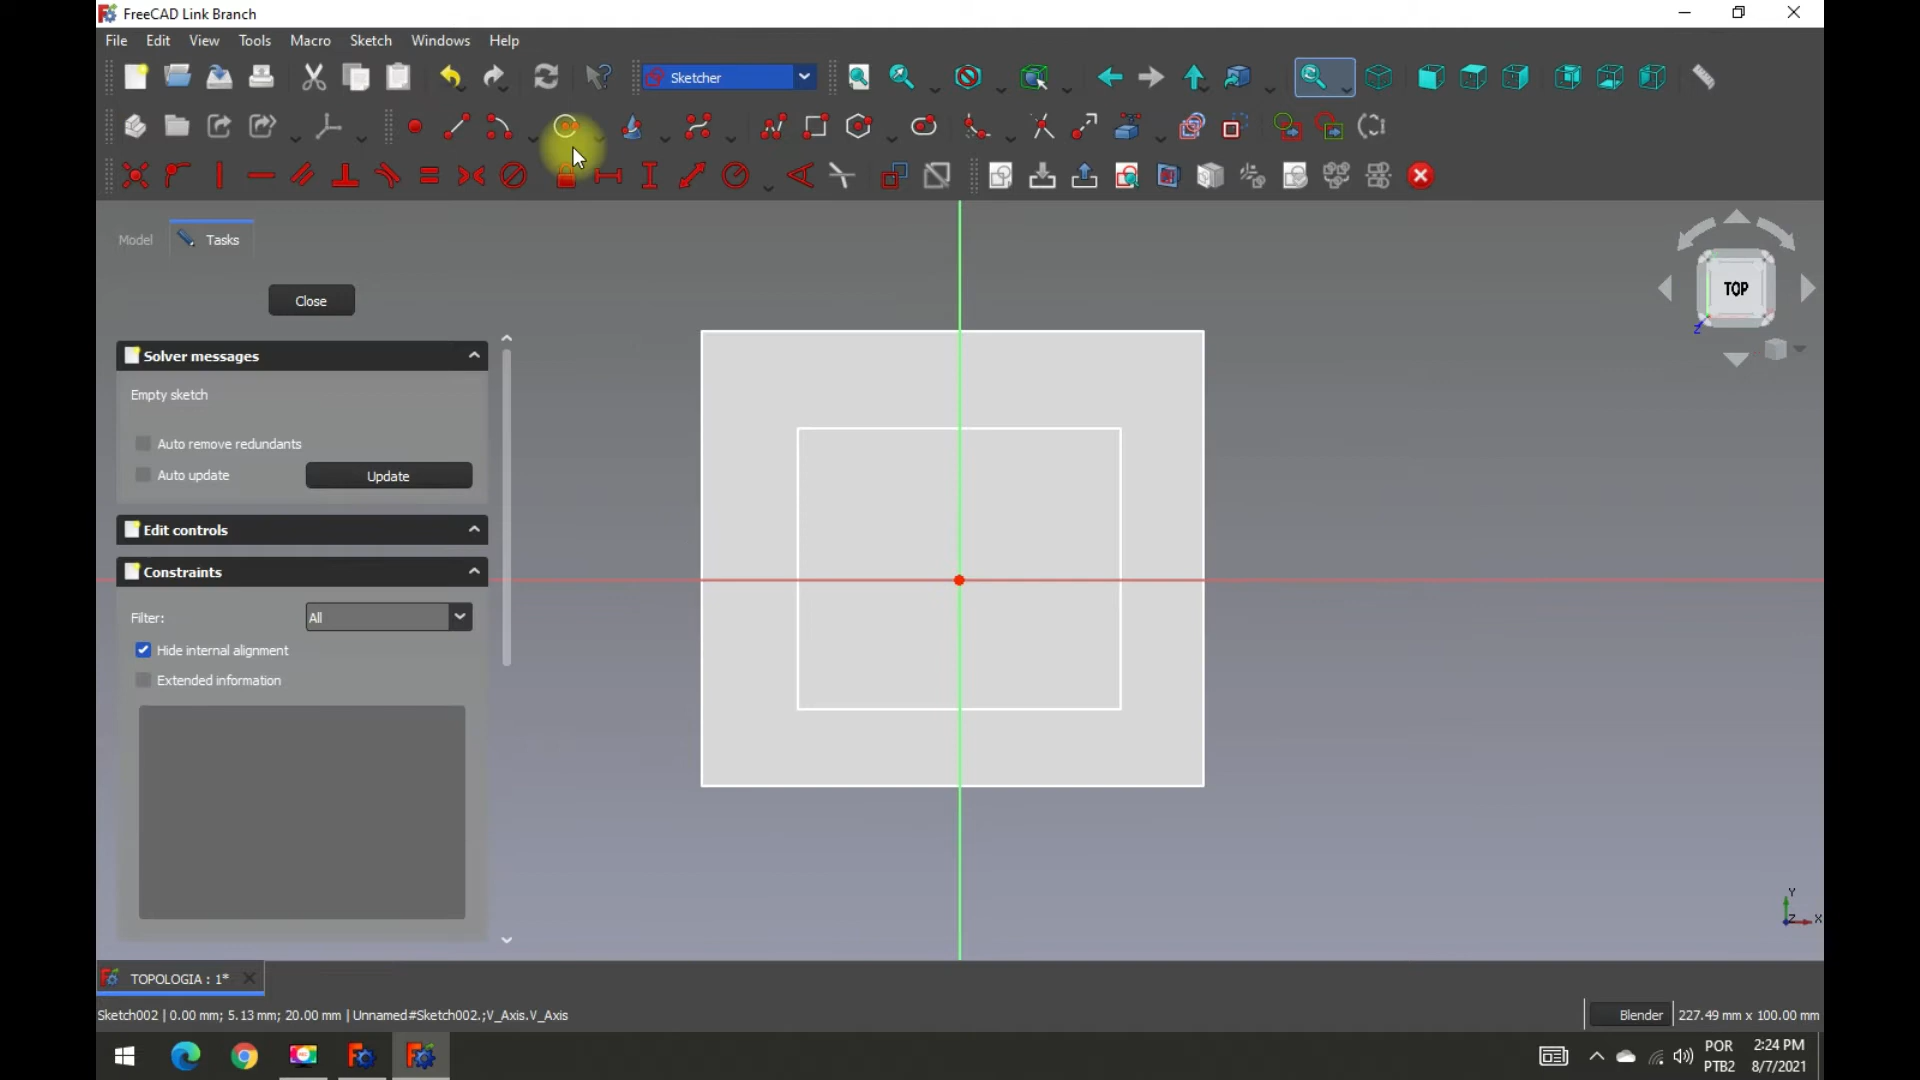 FreeCAD Link Branch
File Edit View Tools Macro Sketch Windows Help
Sketcher
Model Tasks
Close
Solver messages
Empty sketch
Auto remove redundants
Auto update Update
Edit controls
Constraints
Filter: All
Hide internal alignment
Extended information
TOP
Z
Y
Z X
TOPOLOGIA : 1*
Sketch002 | 0.00 mm; 5.13 mm; 20.00 mm | Unnamed#Sketch002.;V_Axis.V_Axis
Blender 227.49 mm x 100.00 mm
POR
PTB2
2:24 PM
8/7/2021